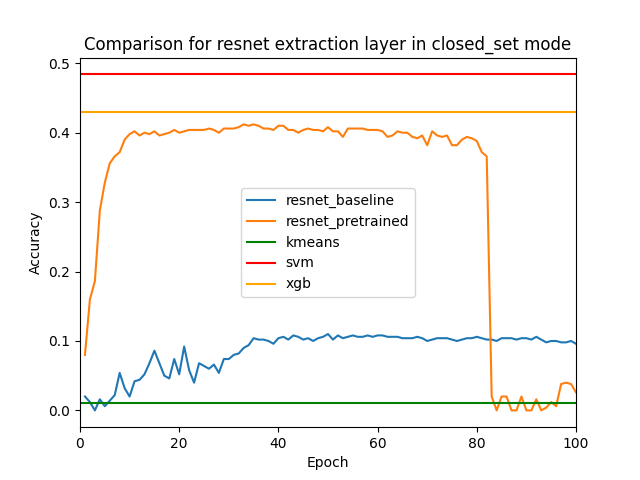 Comparison for resnet extraction layer in closed_set mode
Accuracy
0.5
0.4
0.3
0.2
0.1
0.0
resnet_baseline
resnet_pretrained
kmeans
svm
xgb
0 20 40 60 80 100
Epoch